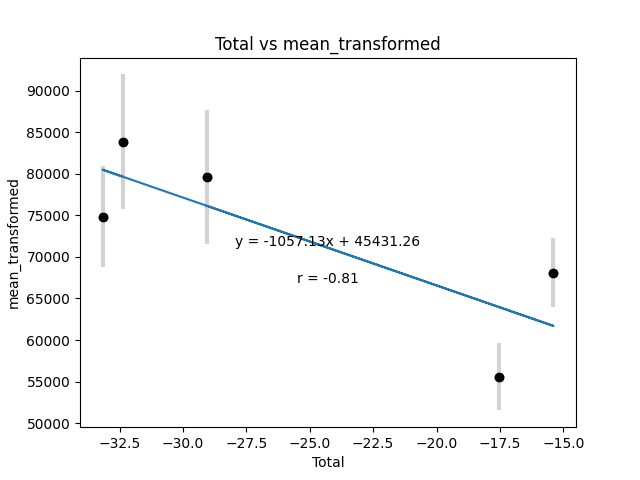 Total vs mean_transformed
mean_transformed
90000
85000
80000
75000
70000
65000
60000
55000
50000
y = -1057.13x + 45431.26
r = -0.81
−32.5 −30.0 −27.5 −25.0 −22.5 −20.0 −17.5 −15.0
Total